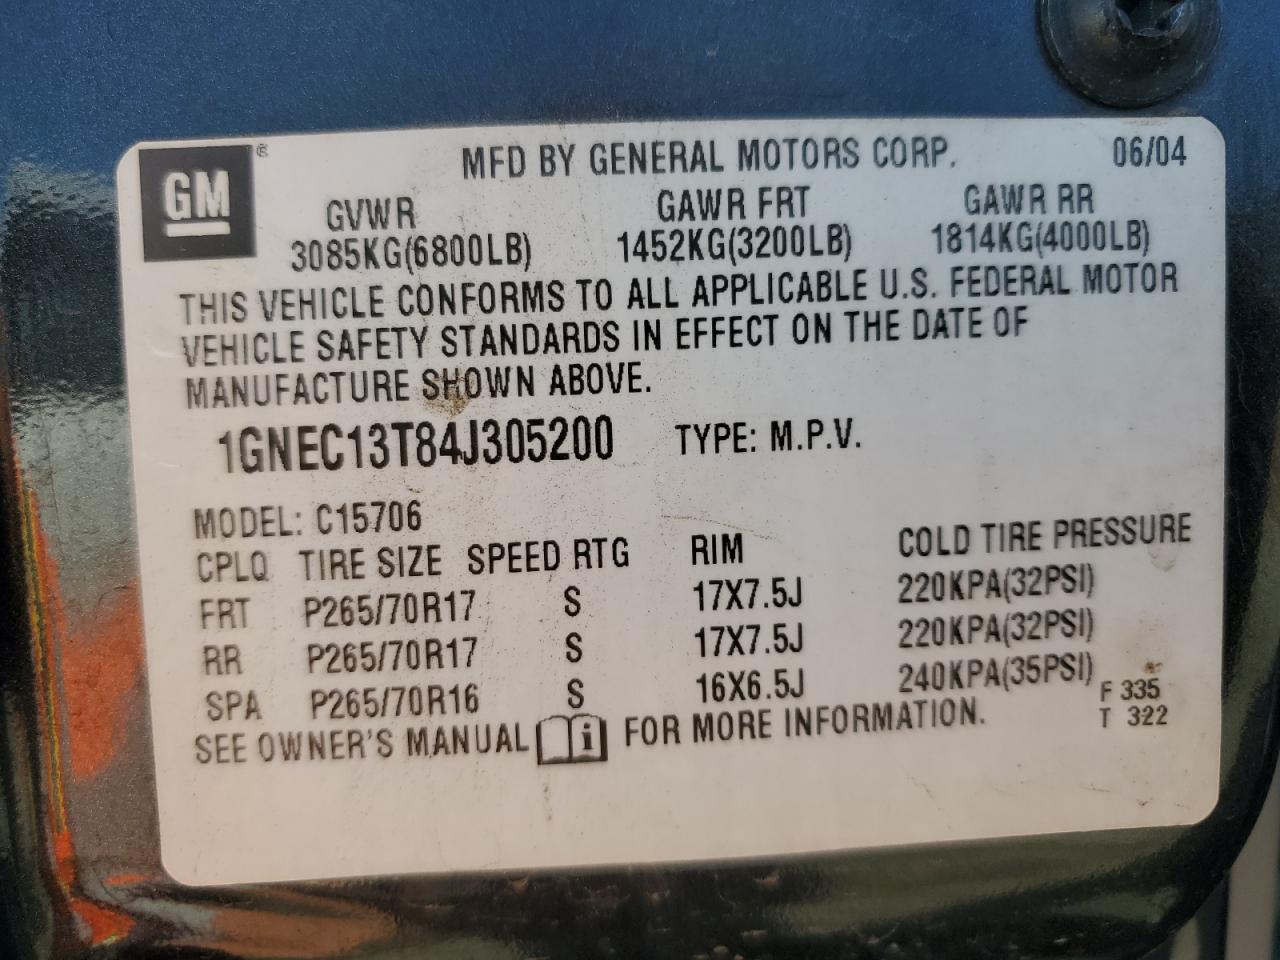 GM ® MFD BY GENERAL MOTORS CORP. 06/04
GVWR GAWR FRT GAWR RR
3085KG(6800LB) 1452KG(3200LB) 1814KG(4000LB)
THIS VEHICLE CONFORMS TO ALL APPLICABLE U.S. FEDERAL MOTOR
VEHICLE SAFETY STANDARDS IN EFFECT ON THE DATE OF
MANUFACTURE SHOWN ABOVE.
1GNEC13T84J305200 TYPE: M.P.V.
MODEL: C15706
CPLQ TIRE SIZE SPEED RTG RIM COLD TIRE PRESSURE
FRT P265/70R17 S 17X7.5J 220KPA(32PSI)
RR P265/70R17 S 17X7.5J 220KPA(32PSI)
SPA P265/70R16 S 16X6.5J 240KPA(35PSI)
SEE OWNER'S MANUAL i FOR MORE INFORMATION.
F 335
T 322